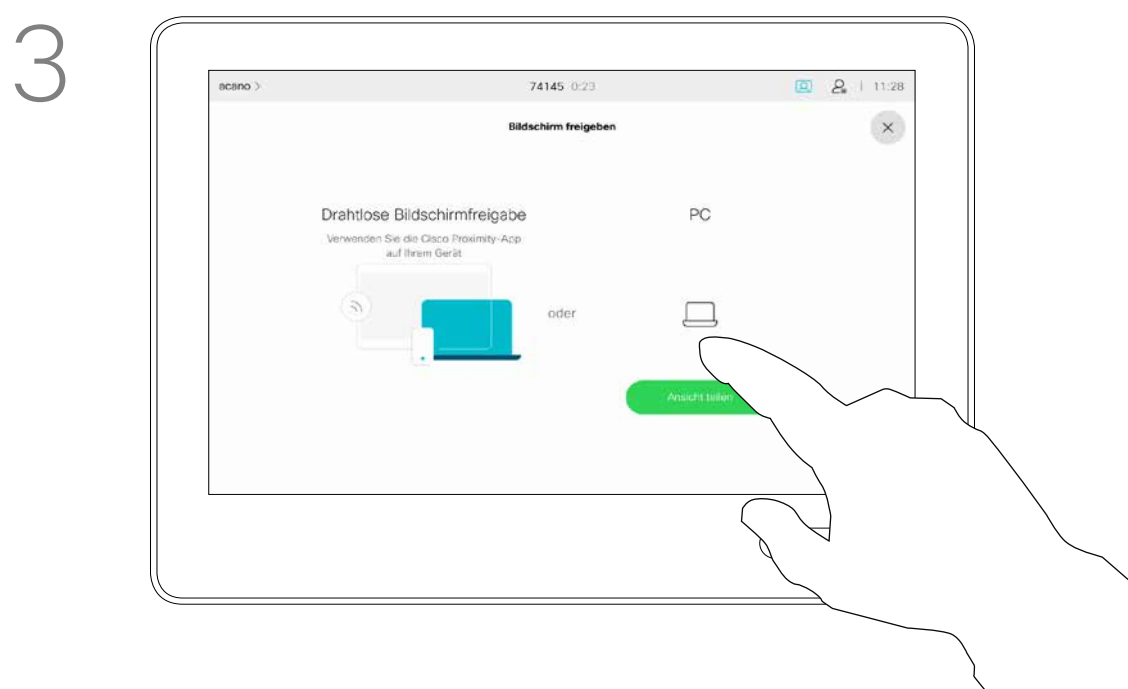 3
acano >
74145 0:23
11:28
Bildschirm freigeben
Drahtlose Bildschirmfreigabe
Verwenden Sie die Cisco Proximity-App
auf Ihrem Gerät
oder
PC
Ansicht teilen